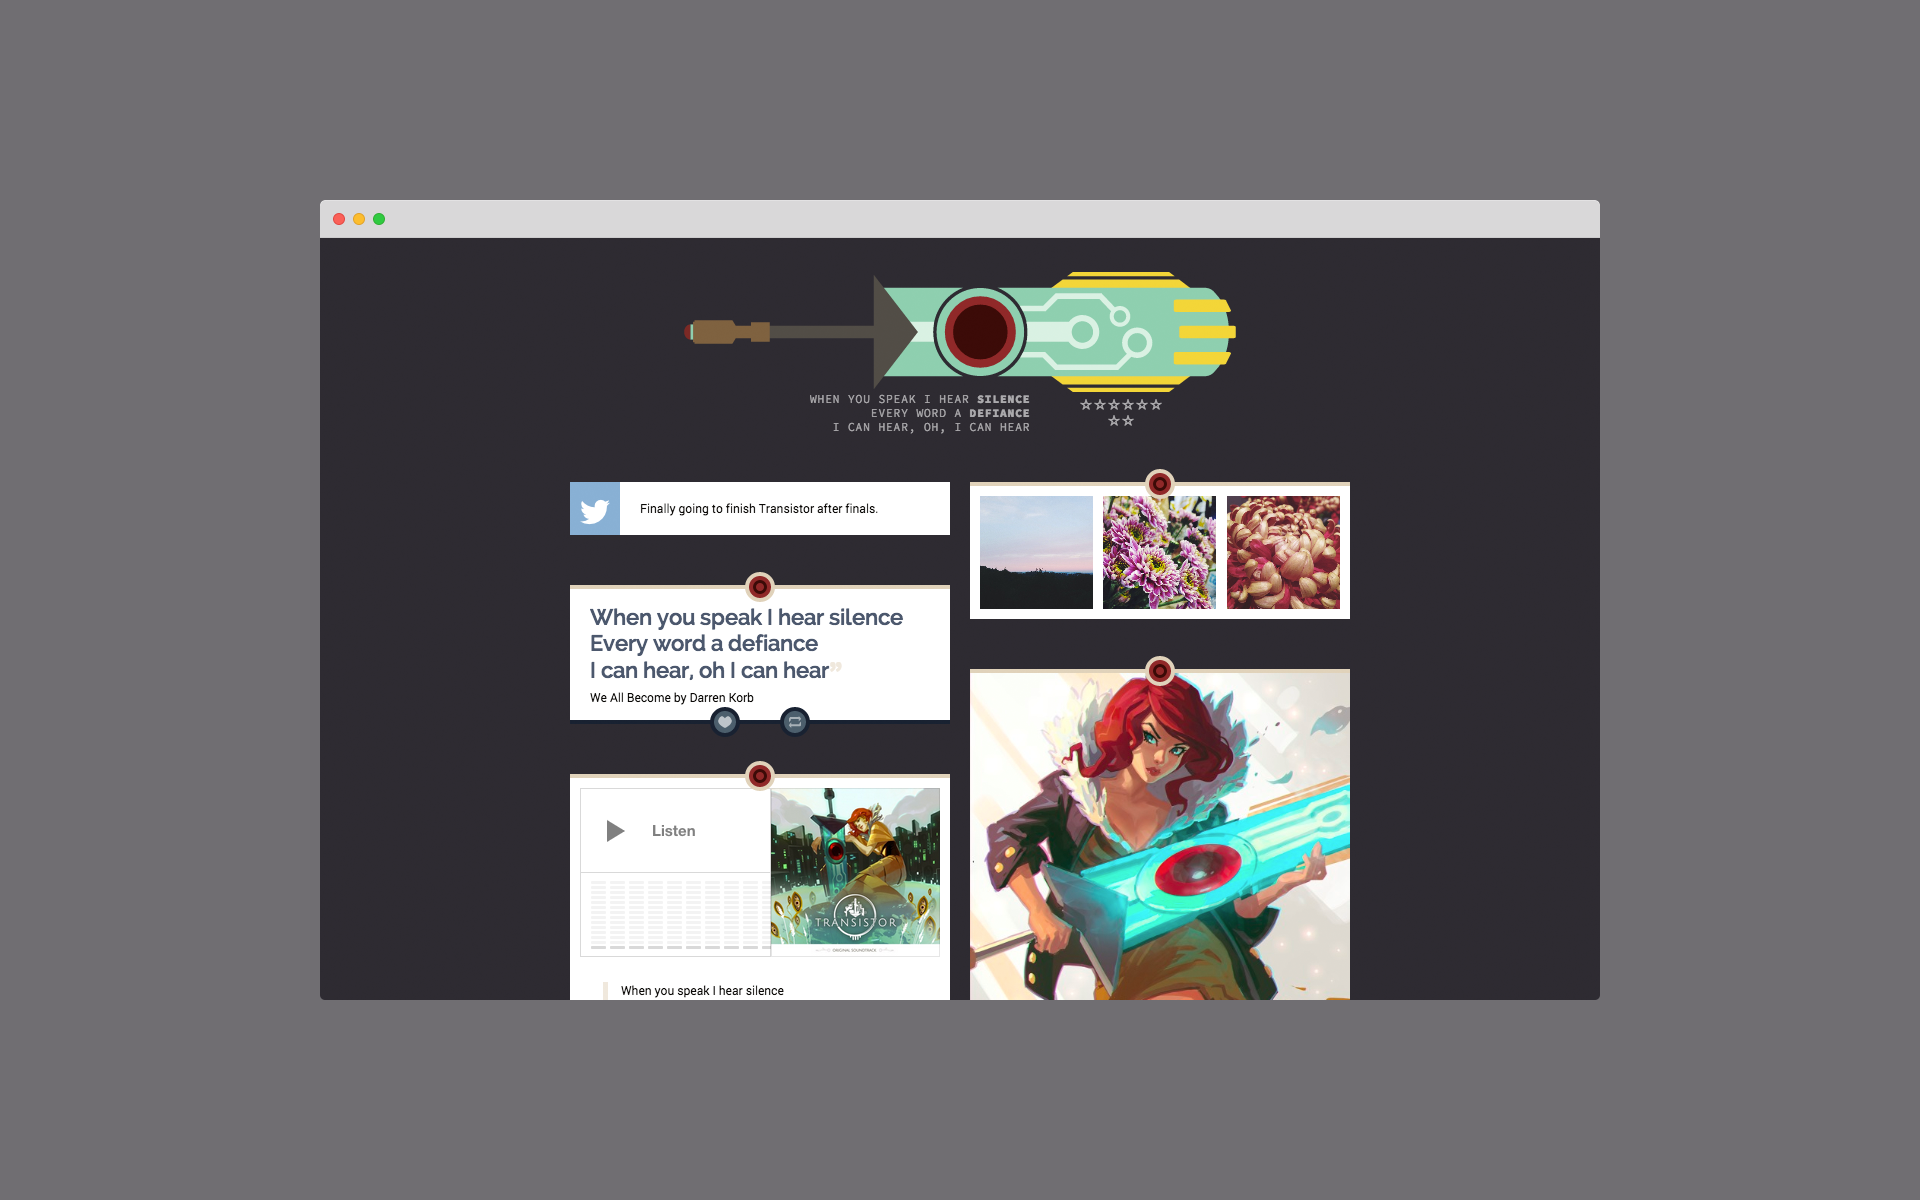 WHEN YOU SPEAK I HEAR SILENCE
EVERY WORD A DEFIANCE
I CAN HEAR, OH, I CAN HEAR
☆☆☆☆☆☆
☆☆
Finally going to finish Transistor after finals.
When you speak I hear silence
Every word a defiance
I can hear, oh I can hear”
We All Become by Darren Korb
Listen
TRANSISTOR
ORIGINAL SOUNDTRACK
When you speak I hear silence